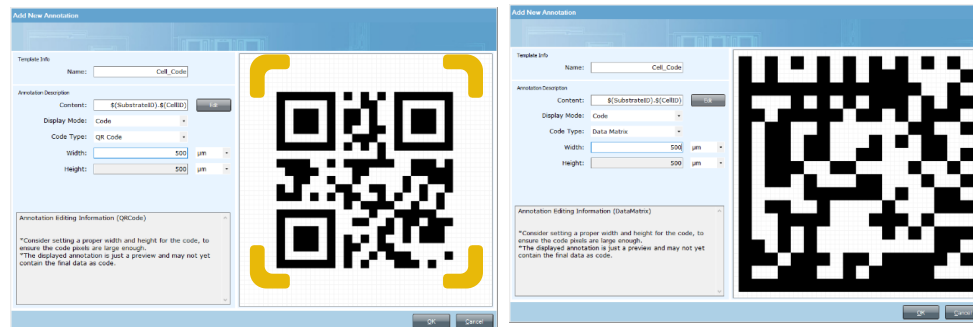 Add New Annotation
Template Info
Name: Cell_Code
Annotation Description
Content: $(SubstrateID).$(CellID) Edit
Display Mode: Code
Code Type: QR Code
Width: 500 µm
Height: 500 µm
Annotation Editing Information (QRCode)
*Consider setting a proper width and height for the code, to
ensure the code pixels are large enough.
*The displayed annotation is just a preview and may not yet
contain the final data as code.
OK Cancel
Add New Annotation
Template Info
Name: Cell_Code
Annotation Description
Content: $(SubstrateID).$(CellID) Edit
Display Mode: Code
Code Type: Data Matrix
Width: 500 µm
Height: 500 µm
Annotation Editing Information (DataMatrix)
*Consider setting a proper width and height for the code, to
ensure the code pixels are large enough.
*The displayed annotation is just a preview and may not yet
contain the final data as code.
OK Cancel